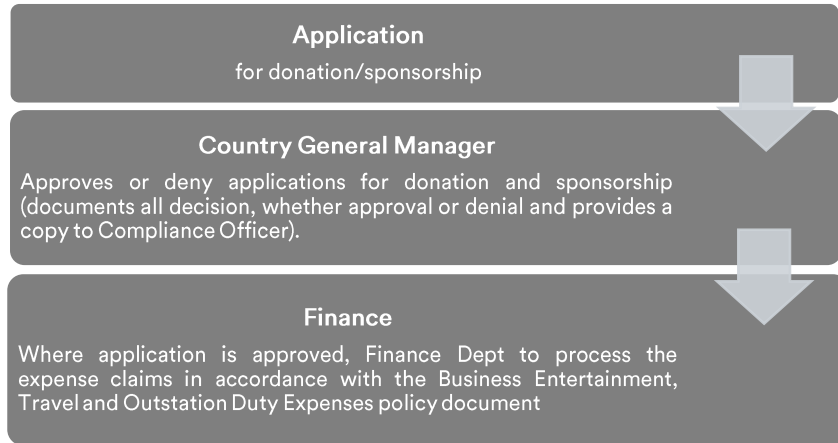 Application
for donation/sponsorship
Country General Manager
Approves or deny applications for donation and sponsorship
(documents all decision, whether approval or denial and provides a
copy to Compliance Officer).
Finance
Where application is approved, Finance Dept to process the
expense claims in accordance with the Business Entertainment,
Travel and Outstation Duty Expenses policy document